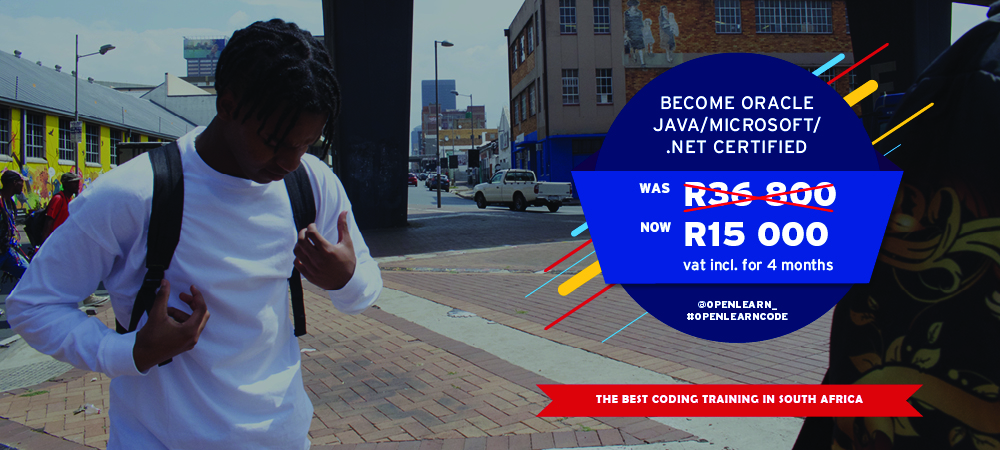 BECOME ORACLE
JAVA/MICROSOFT/
.NET CERTIFIED
WAS R36 800
NOW R15 000
vat incl. for 4 months
@OPENLEARN_
#OPENLEARNCODE
THE BEST CODING TRAINING IN SOUTH AFRICA